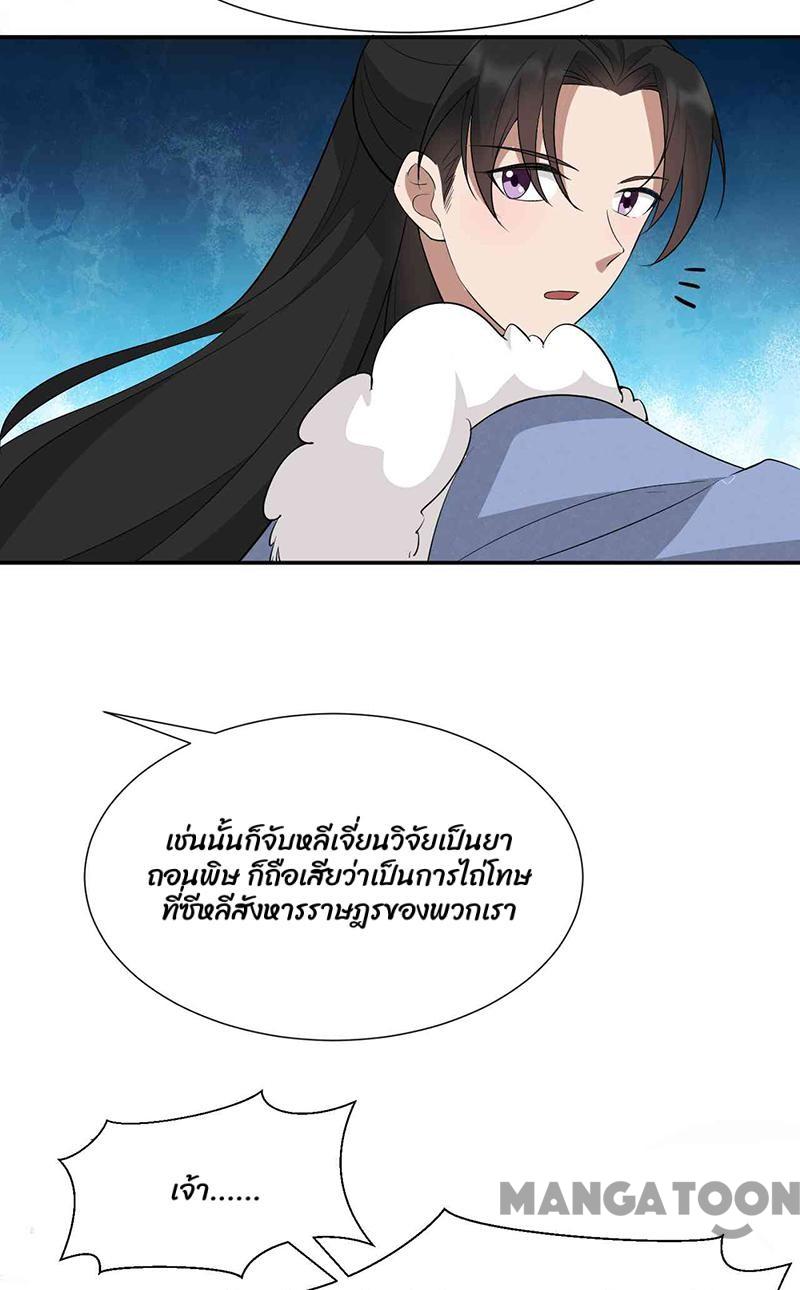 เช่นนั้นก็จับหลีเจี่ยนวิจัยเป็นยา
ถอนพิษ ก็ถือเสียว่าเป็นการไถ่โทษ
ที่ซีหลีสังหารราษฎรของพวกเรา
เจ้า......
MANGATOON